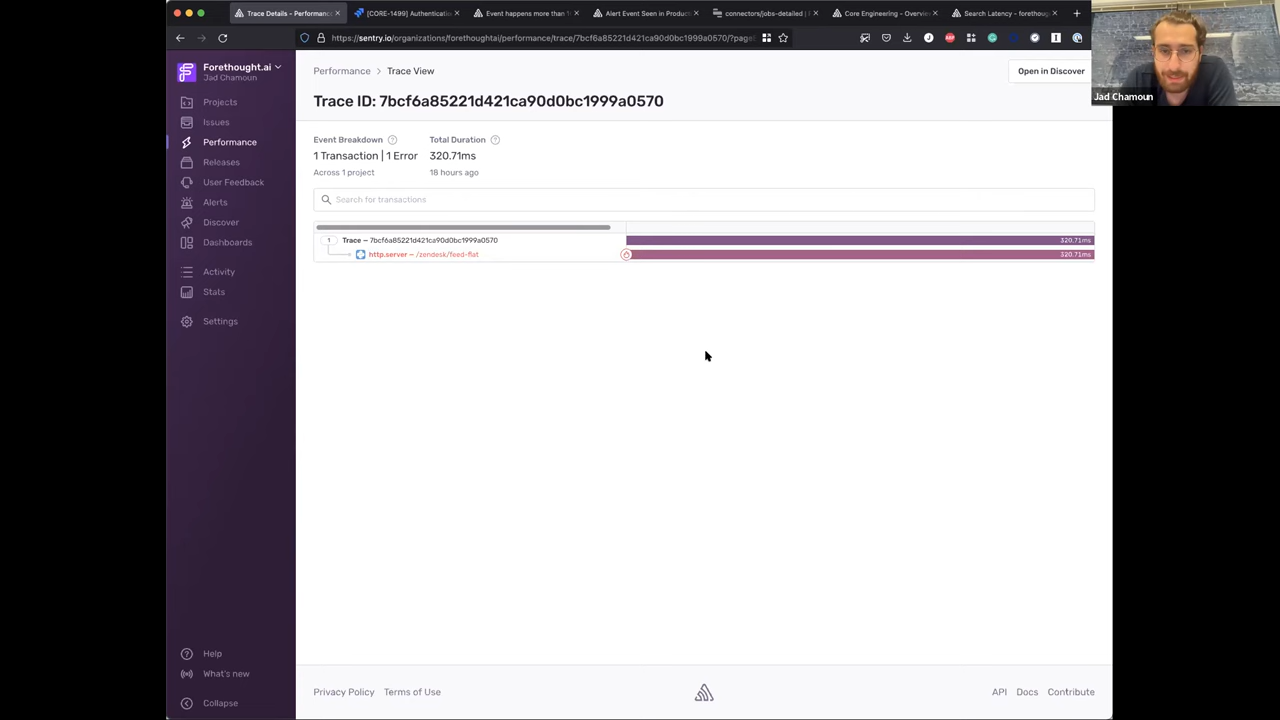 Trace Details – Performanc
[CORE-1499] Authenticatio
Event happens more than 1
Alert Event Seen in Product
connectors/jobs-detailed |
Core Engineering – Overvie
Search Latency – forethoug
https://sentry.io/organizations/forethoughtai/performance/trace/7bcf6a85221d421ca90d0bc1999a0570/?page
Forethought.ai
Jad Chamoun
Projects
Issues
Performance
Releases
User Feedback
Alerts
Discover
Dashboards
Activity
Stats
Settings
Help
What's new
Collapse
Performance > Trace View
Open in Discover
Trace ID: 7bcf6a85221d421ca90d0bc1999a0570
Event Breakdown ?
Total Duration ?
1 Transaction | 1 Error
320.71ms
Across 1 project
18 hours ago
Search for transactions
1 Trace – 7bcf6a85221d421ca90d0bc1999a0570 320.71ms
http.server – /zendesk/feed-flat 320.71ms
Privacy Policy
Terms of Use
API
Docs
Contribute
Jad Chamoun